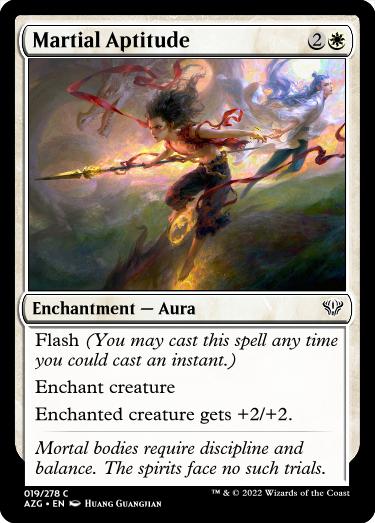 Martial Aptitude 2
Enchantment — Aura
Flash (You may cast this spell any time
you could cast an instant.)
Enchant creature
Enchanted creature gets +2/+2.
Mortal bodies require discipline and
balance. The spirits face no such trials.
019/278 C
AZG • EN Huang Guangjian ™ & © 2022 Wizards of the Coast